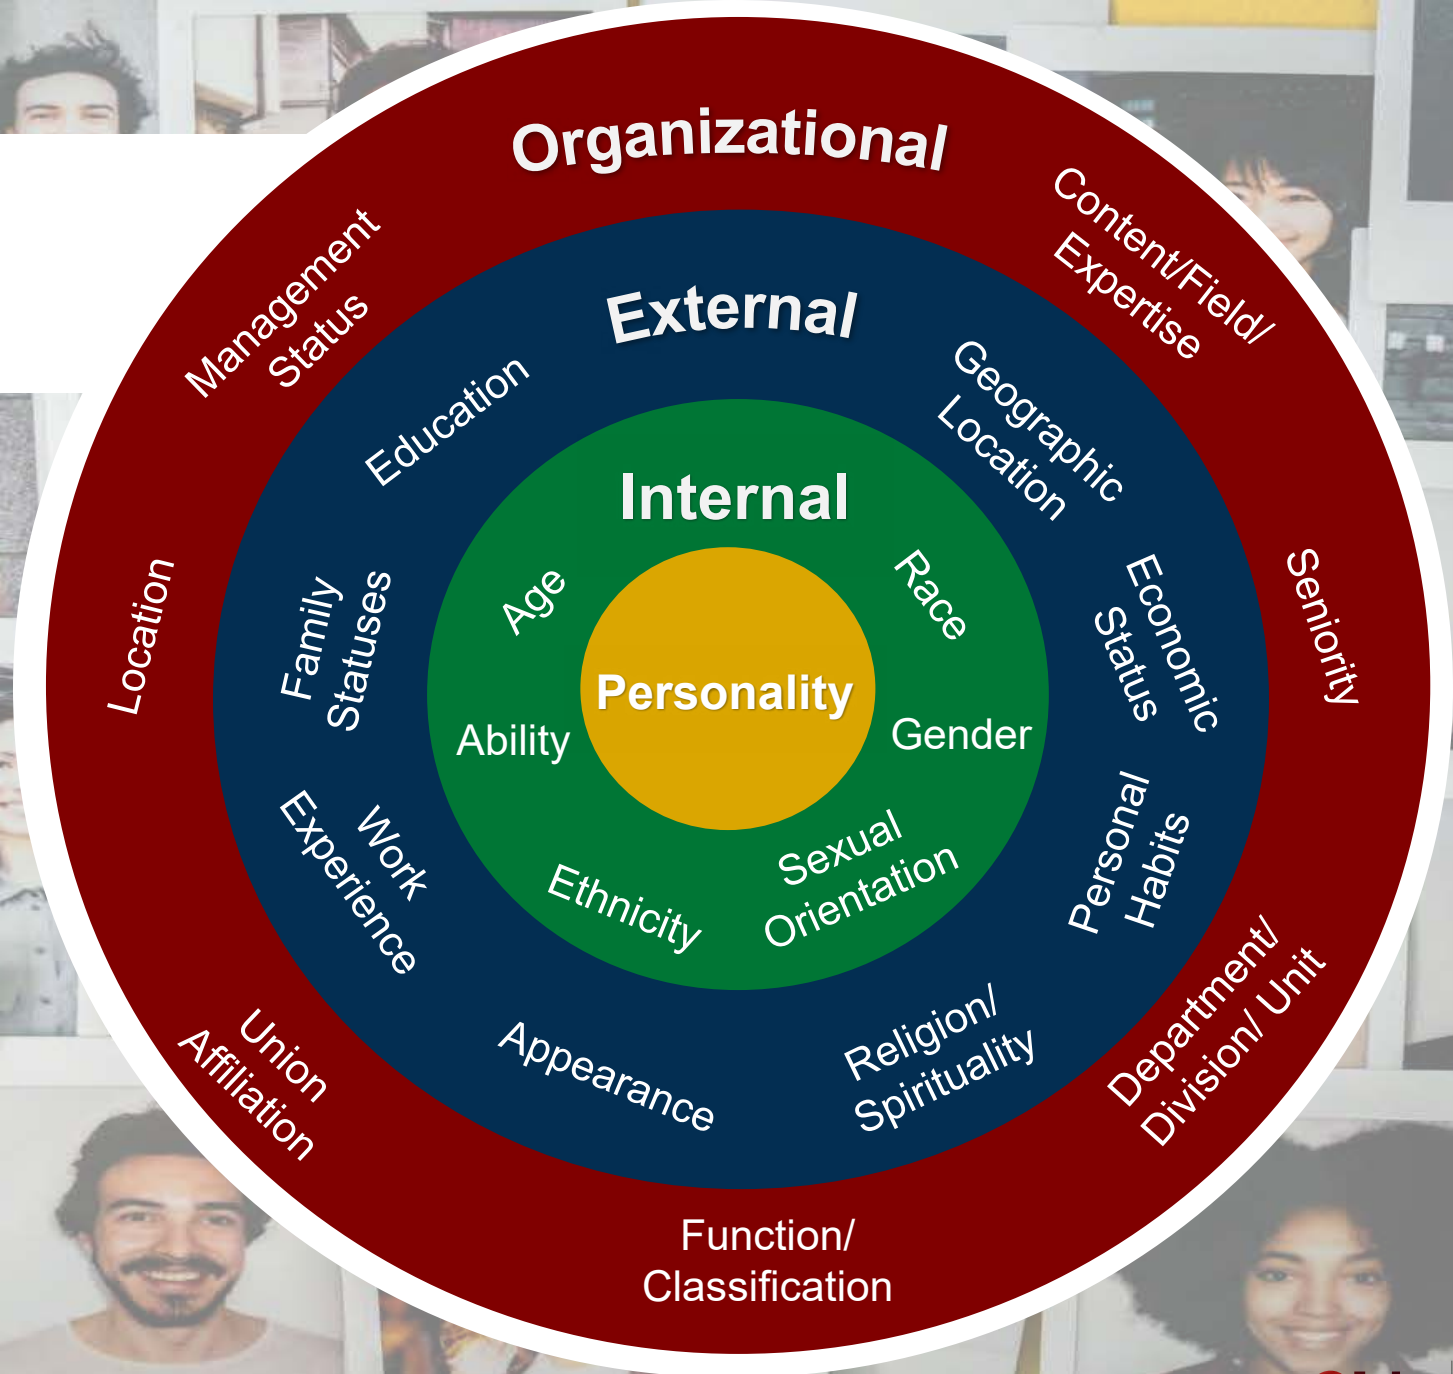 Organizational
Content/Field/
Expertise
Seniority
Department/
Division/ Unit
Function/
Classification
Union
Affiliation
Location
Management
Status
External
Geographic
Location
Economic
Status
Personal
Habits
Religion/
Spirituality
Appearance
Work
Experience
Family
Statuses
Education
Internal
Race
Gender
Sexual
Orientation
Ethnicity
Ability
Age
Personality